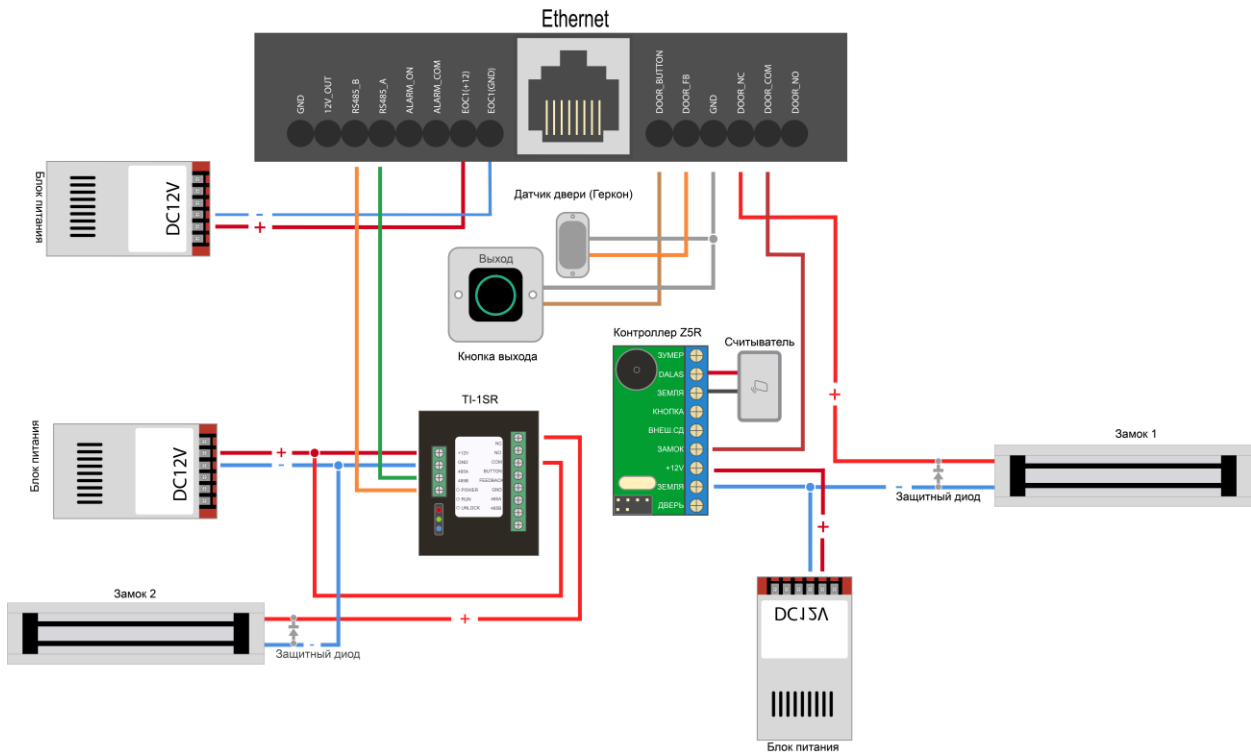 Ethernet
GND
12V_OUT
RS485_B
RS485_A
ALARM_ON
ALARM_COM
EOC1(+12)
EOC1(GND)
DOOR_BUTTON
DOOR_FB
GND
DOOR_NC
DOOR_COM
DOOR_NO
Блок питания
DC12V
-
+
Датчик двери (Геркон)
Выход
Кнопка выхода
Контроллер Z5R
ЗУМЕР
DALAS
ЗЕМЛЯ
КНОПКА
ВНЕШ.СД
ЗАМОК
+12V
ЗЕМЛЯ
ДВЕРЬ
Считыватель
+
TI-1SR
+12V
GND
485A
485B
POWER
RUN
UNLOCK
NC
NO
COM
BUTTON
FEEDBACK
GND
485A
485B
Блок питания
DC12V
+
-
Замок 1
-
Защитный диод
+
DC12V
Блок питания
Замок 2
+
-
Защитный диод